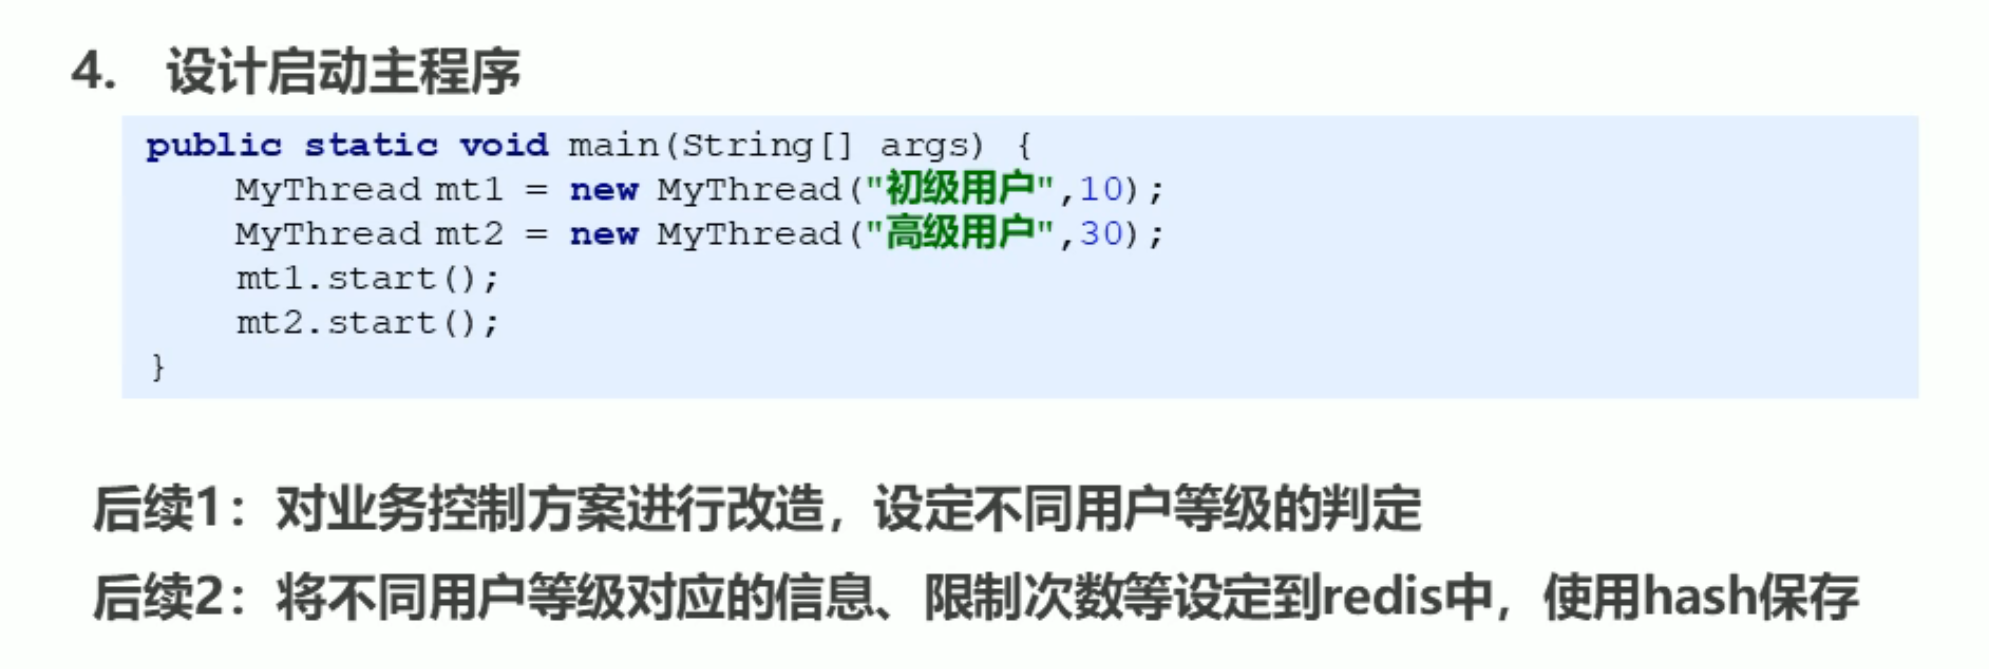 4. 设计启动主程序
public static void main(String[] args) {
MyThread mt1 = new MyThread("初级用户",10);
MyThread mt2 = new MyThread("高级用户",30);
mt1.start();
mt2.start();
}
后续1：对业务控制方案进行改造，设定不同用户等级的判定
后续2：将不同用户等级对应的信息、限制次数等设定到redis中，使用hash保存